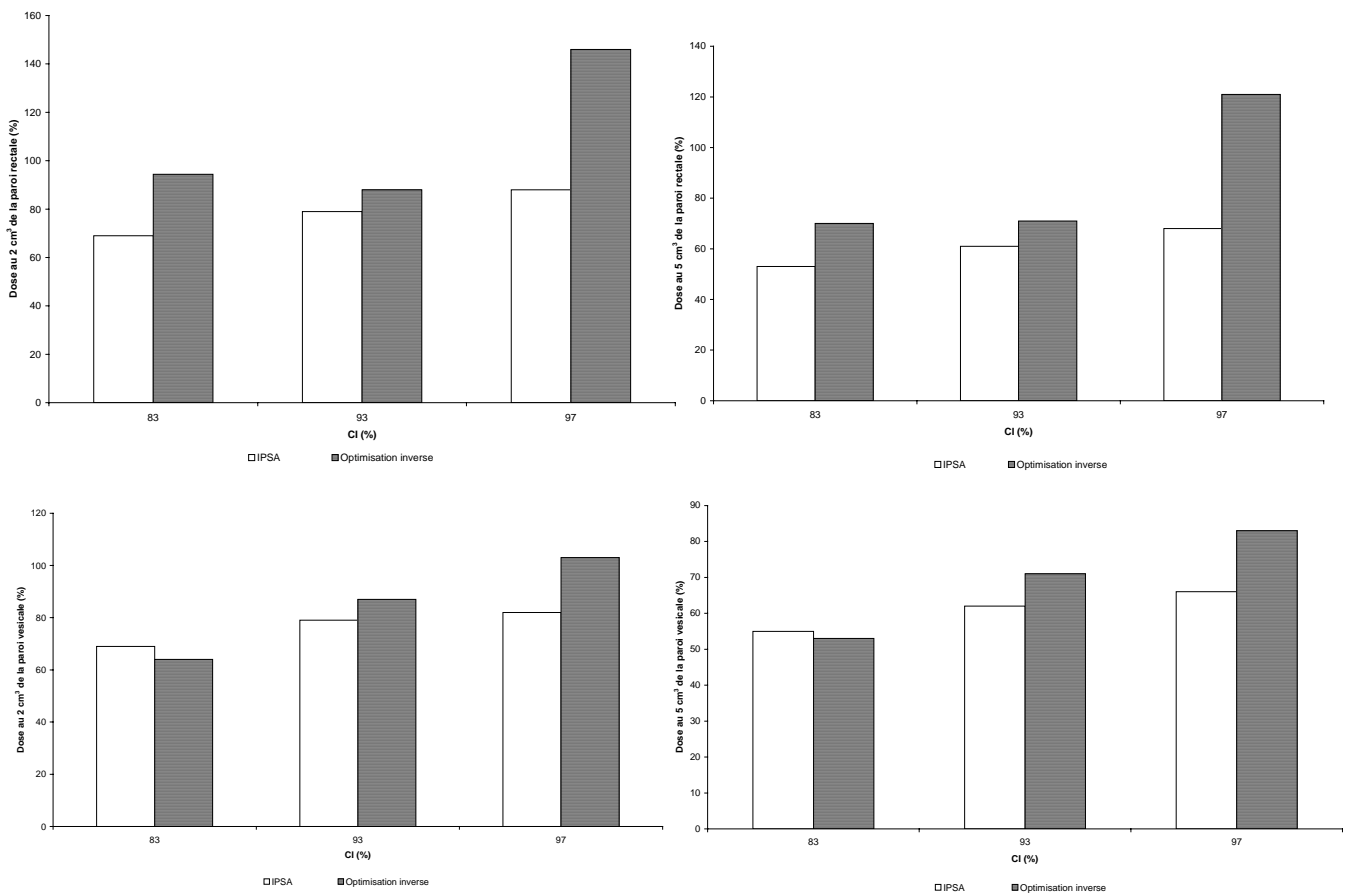 Dose au 2 cm³ de la paroi rectale (%)
160
140
120
100
80
60
40
20
0
83
93
97
CI (%)
IPSA
Optimisation inverse
Dose au 5 cm³ de la paroi rectale (%)
140
120
100
80
60
40
20
0
83
93
97
CI (%)
IPSA
Optimisation inverse
Dose au 2 cm³ de la paroi vesicale (%)
120
100
80
60
40
20
0
83
93
97
CI (%)
IPSA
Optimisation inverse
Dose au 5 cm³ de la paroi vesicale (%)
90
80
70
60
50
40
30
20
10
0
83
93
97
CI (%)
IPSA
Optimisation inverse